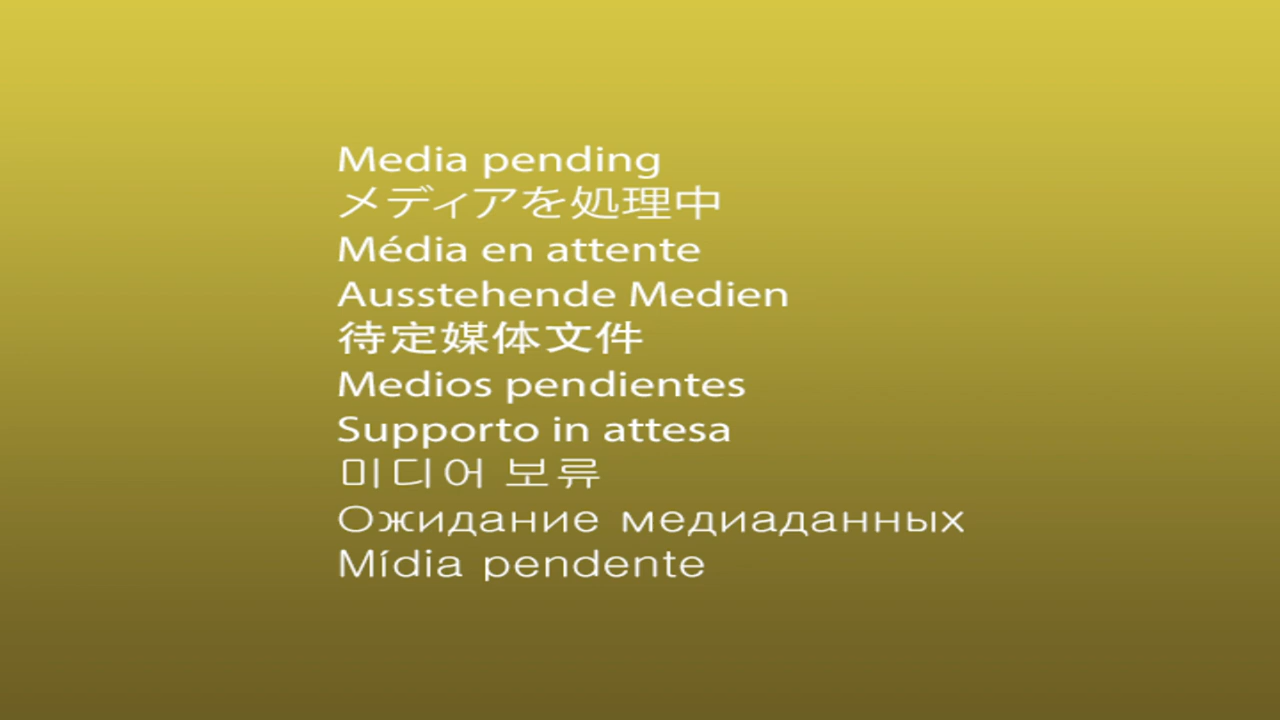 Media pending
メディアを処理中
Média en attente
Ausstehende Medien
待定媒体文件
Medios pendientes
Supporto in attesa
미디어 보류
Ожидание медиаданных
Mídia pendente